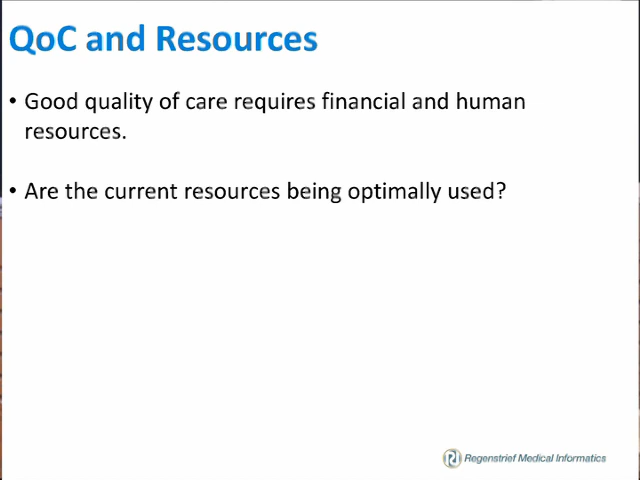 QoC and Resources
• Good quality of care requires financial and human
resources.
• Are the current resources being optimally used?
Regenstrief Medical Informatics